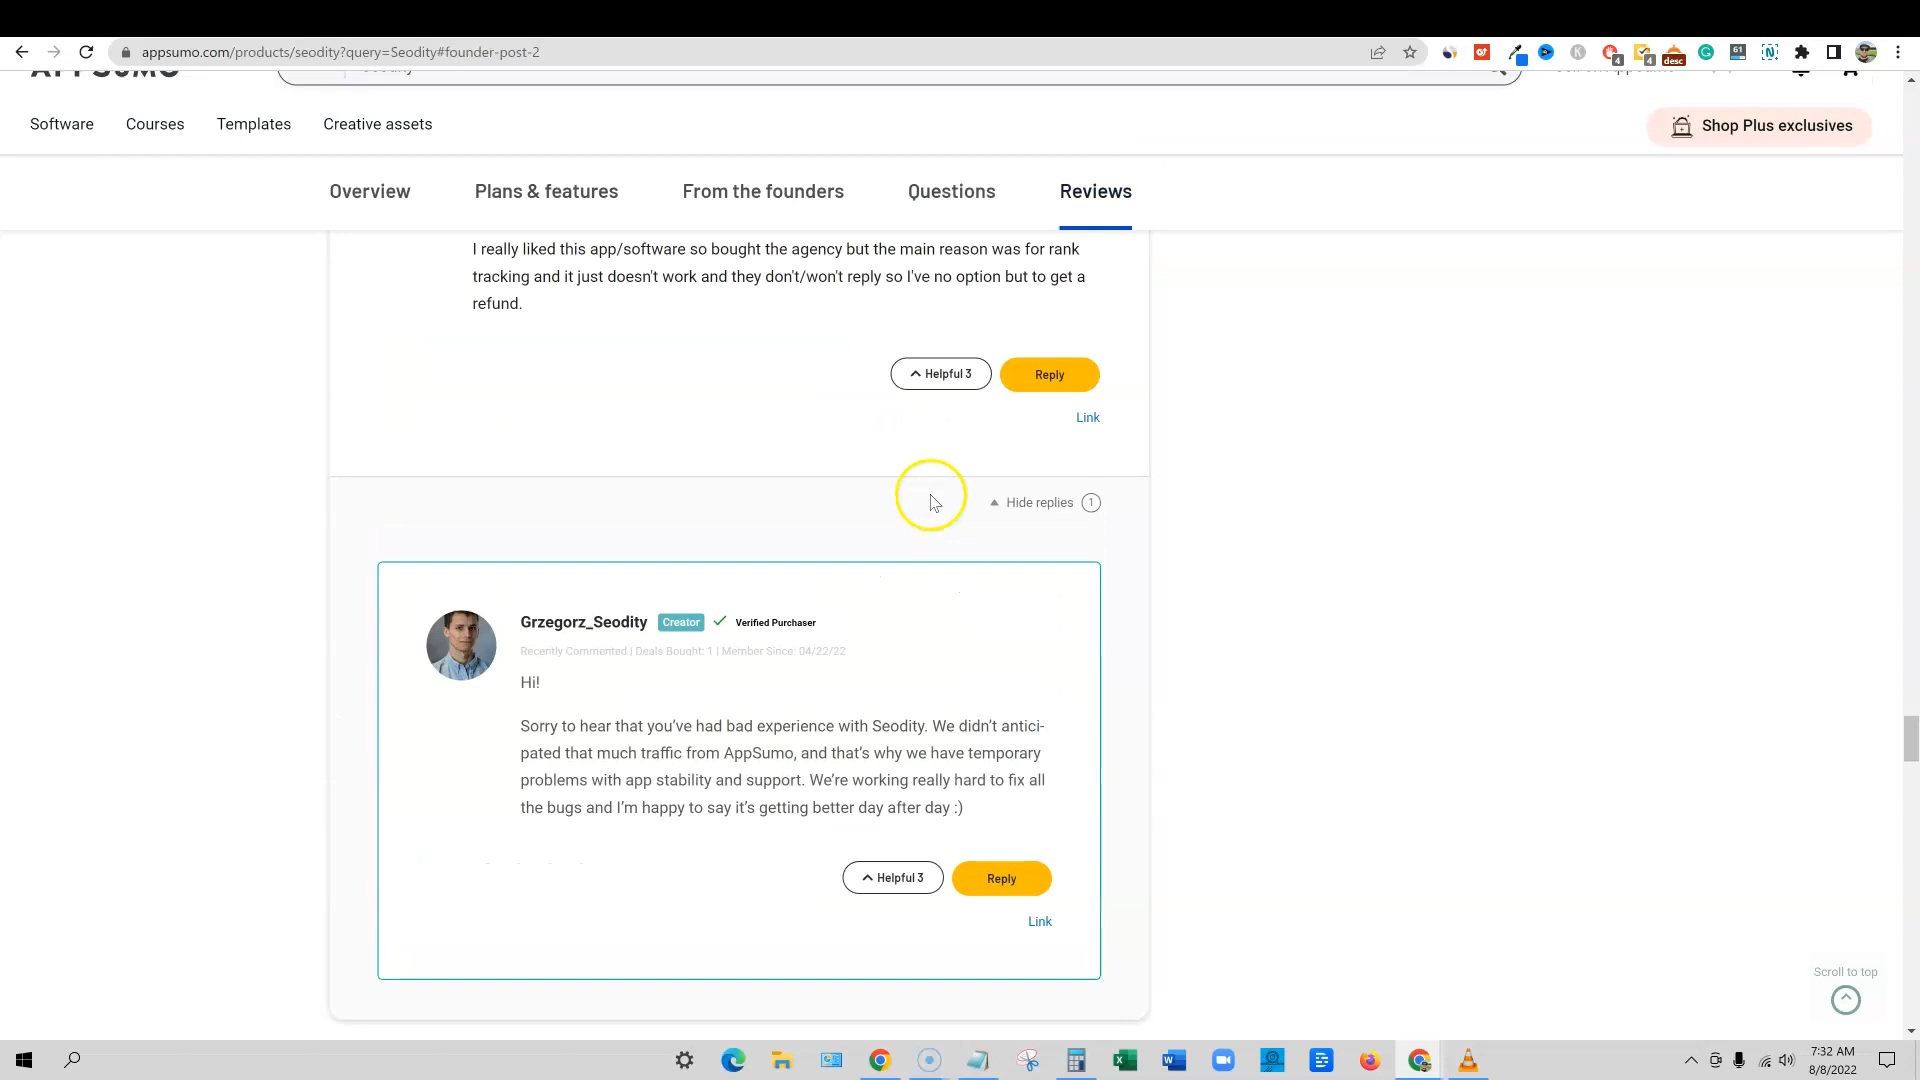 appsumo.com/products/seodity?query=Seodity#founder-post-2
4
4
desc
61
Software Courses Templates Creative assets
Shop Plus exclusives
Overview Plans & features From the founders Questions Reviews
I really liked this app/software so bought the agency but the main reason was for rank
tracking and it just doesn't work and they don't/won't reply so I've no option but to get a
refund.
Helpful 3 Reply
Link
Hide replies 1
Grzegorz_Seodity Creator Verified Purchaser
Recently Commented | Deals Bought: 1 | Member Since: 04/22/22
Hi!
Sorry to hear that you’ve had bad experience with Seodity. We didn’t antici-
pated that much traffic from AppSumo, and that’s why we have temporary
problems with app stability and support. We’re working really hard to fix all
the bugs and I’m happy to say it’s getting better day after day :)
Helpful 3 Reply
Link
Scroll to top
7:32 AM
8/8/2022